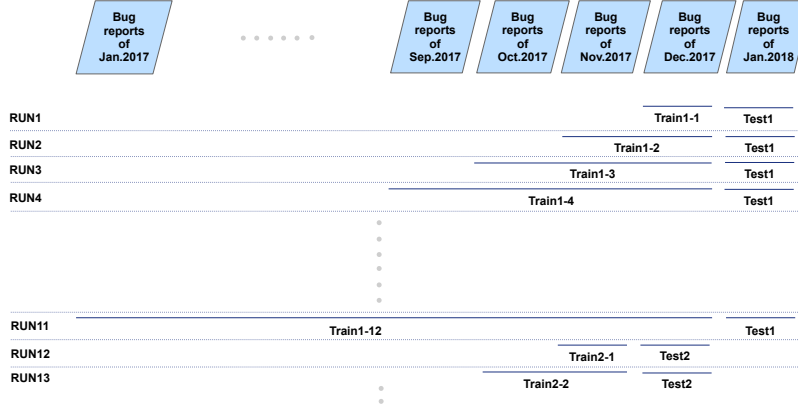 Bug
reports
of
Jan.2017
Bug
reports
of
Sep.2017
Bug
reports
of
Oct.2017
Bug
reports
of
Nov.2017
Bug
reports
of
Dec.2017
Bug
reports
of
Jan.2018
RUN1 Train1-1 Test1
RUN2 Train1-2 Test1
RUN3 Train1-3 Test1
RUN4 Train1-4 Test1
RUN11 Train1-12 Test1
RUN12 Train2-1 Test2
RUN13 Train2-2 Test2